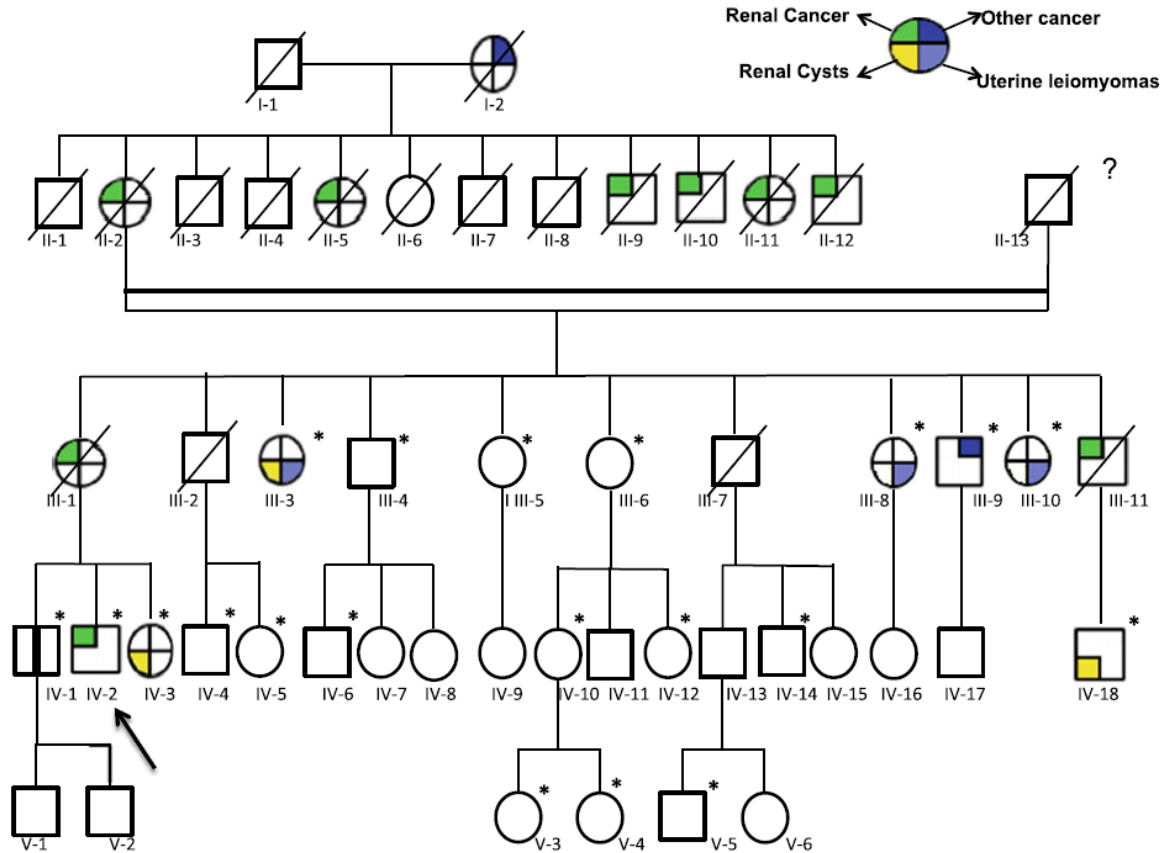 Renal Cancer
Other cancer
Renal Cysts
Uterine leiomyomas
I-1
I-2
?
II-1
II-2
II-3
II-4
II-5
II-6
II-7
II-8
II-9
II-10
II-11
II-12
II-13
* * * * * * *
III-1
III-2
III-3
III-4
I III-5
III-6
III-7
III-8
III-9
III-10
III-11
* * * * * * * * * * *
IV-1
IV-2
IV-3
IV-4
IV-5
IV-6
IV-7
IV-8
IV-9
IV-10
IV-11
IV-12
IV-13
IV-14
IV-15
IV-16
IV-17
IV-18
* * *
V-1
V-2
V-3
V-4
V-5
V-6